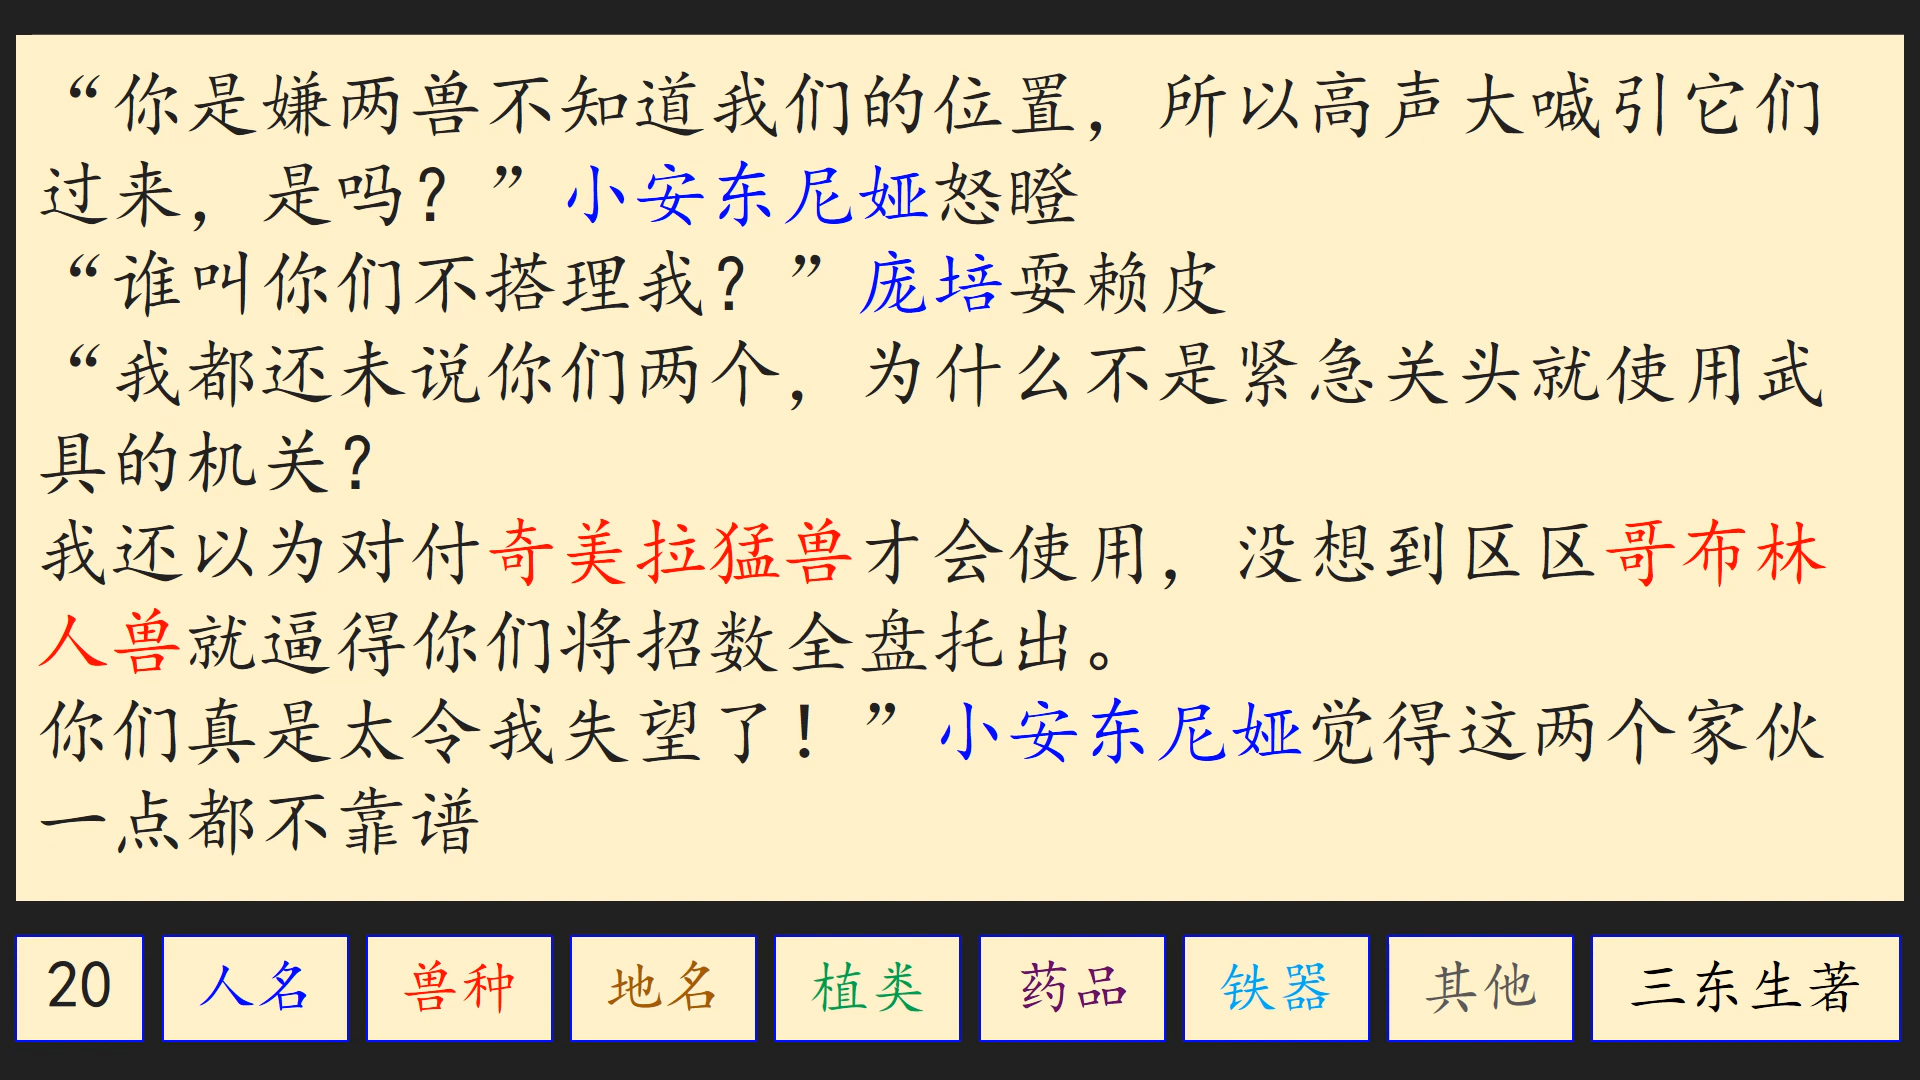 “你是嫌两兽不知道我们的位置，所以高声大喊引它们
过来，是吗？”小安东尼娅怒瞪
“谁叫你们不搭理我？”庞培耍赖皮
“我都还未说你们两个，为什么不是紧急关头就使用武
具的机关？
我还以为对付奇美拉猛兽才会使用，没想到区区哥布林
人兽就逼得你们将招数全盘托出。
你们真是太令我失望了！”小安东尼娅觉得这两个家伙
一点都不靠谱
20 人名 兽种 地名 植类 药品 铁器 其他 三东生著